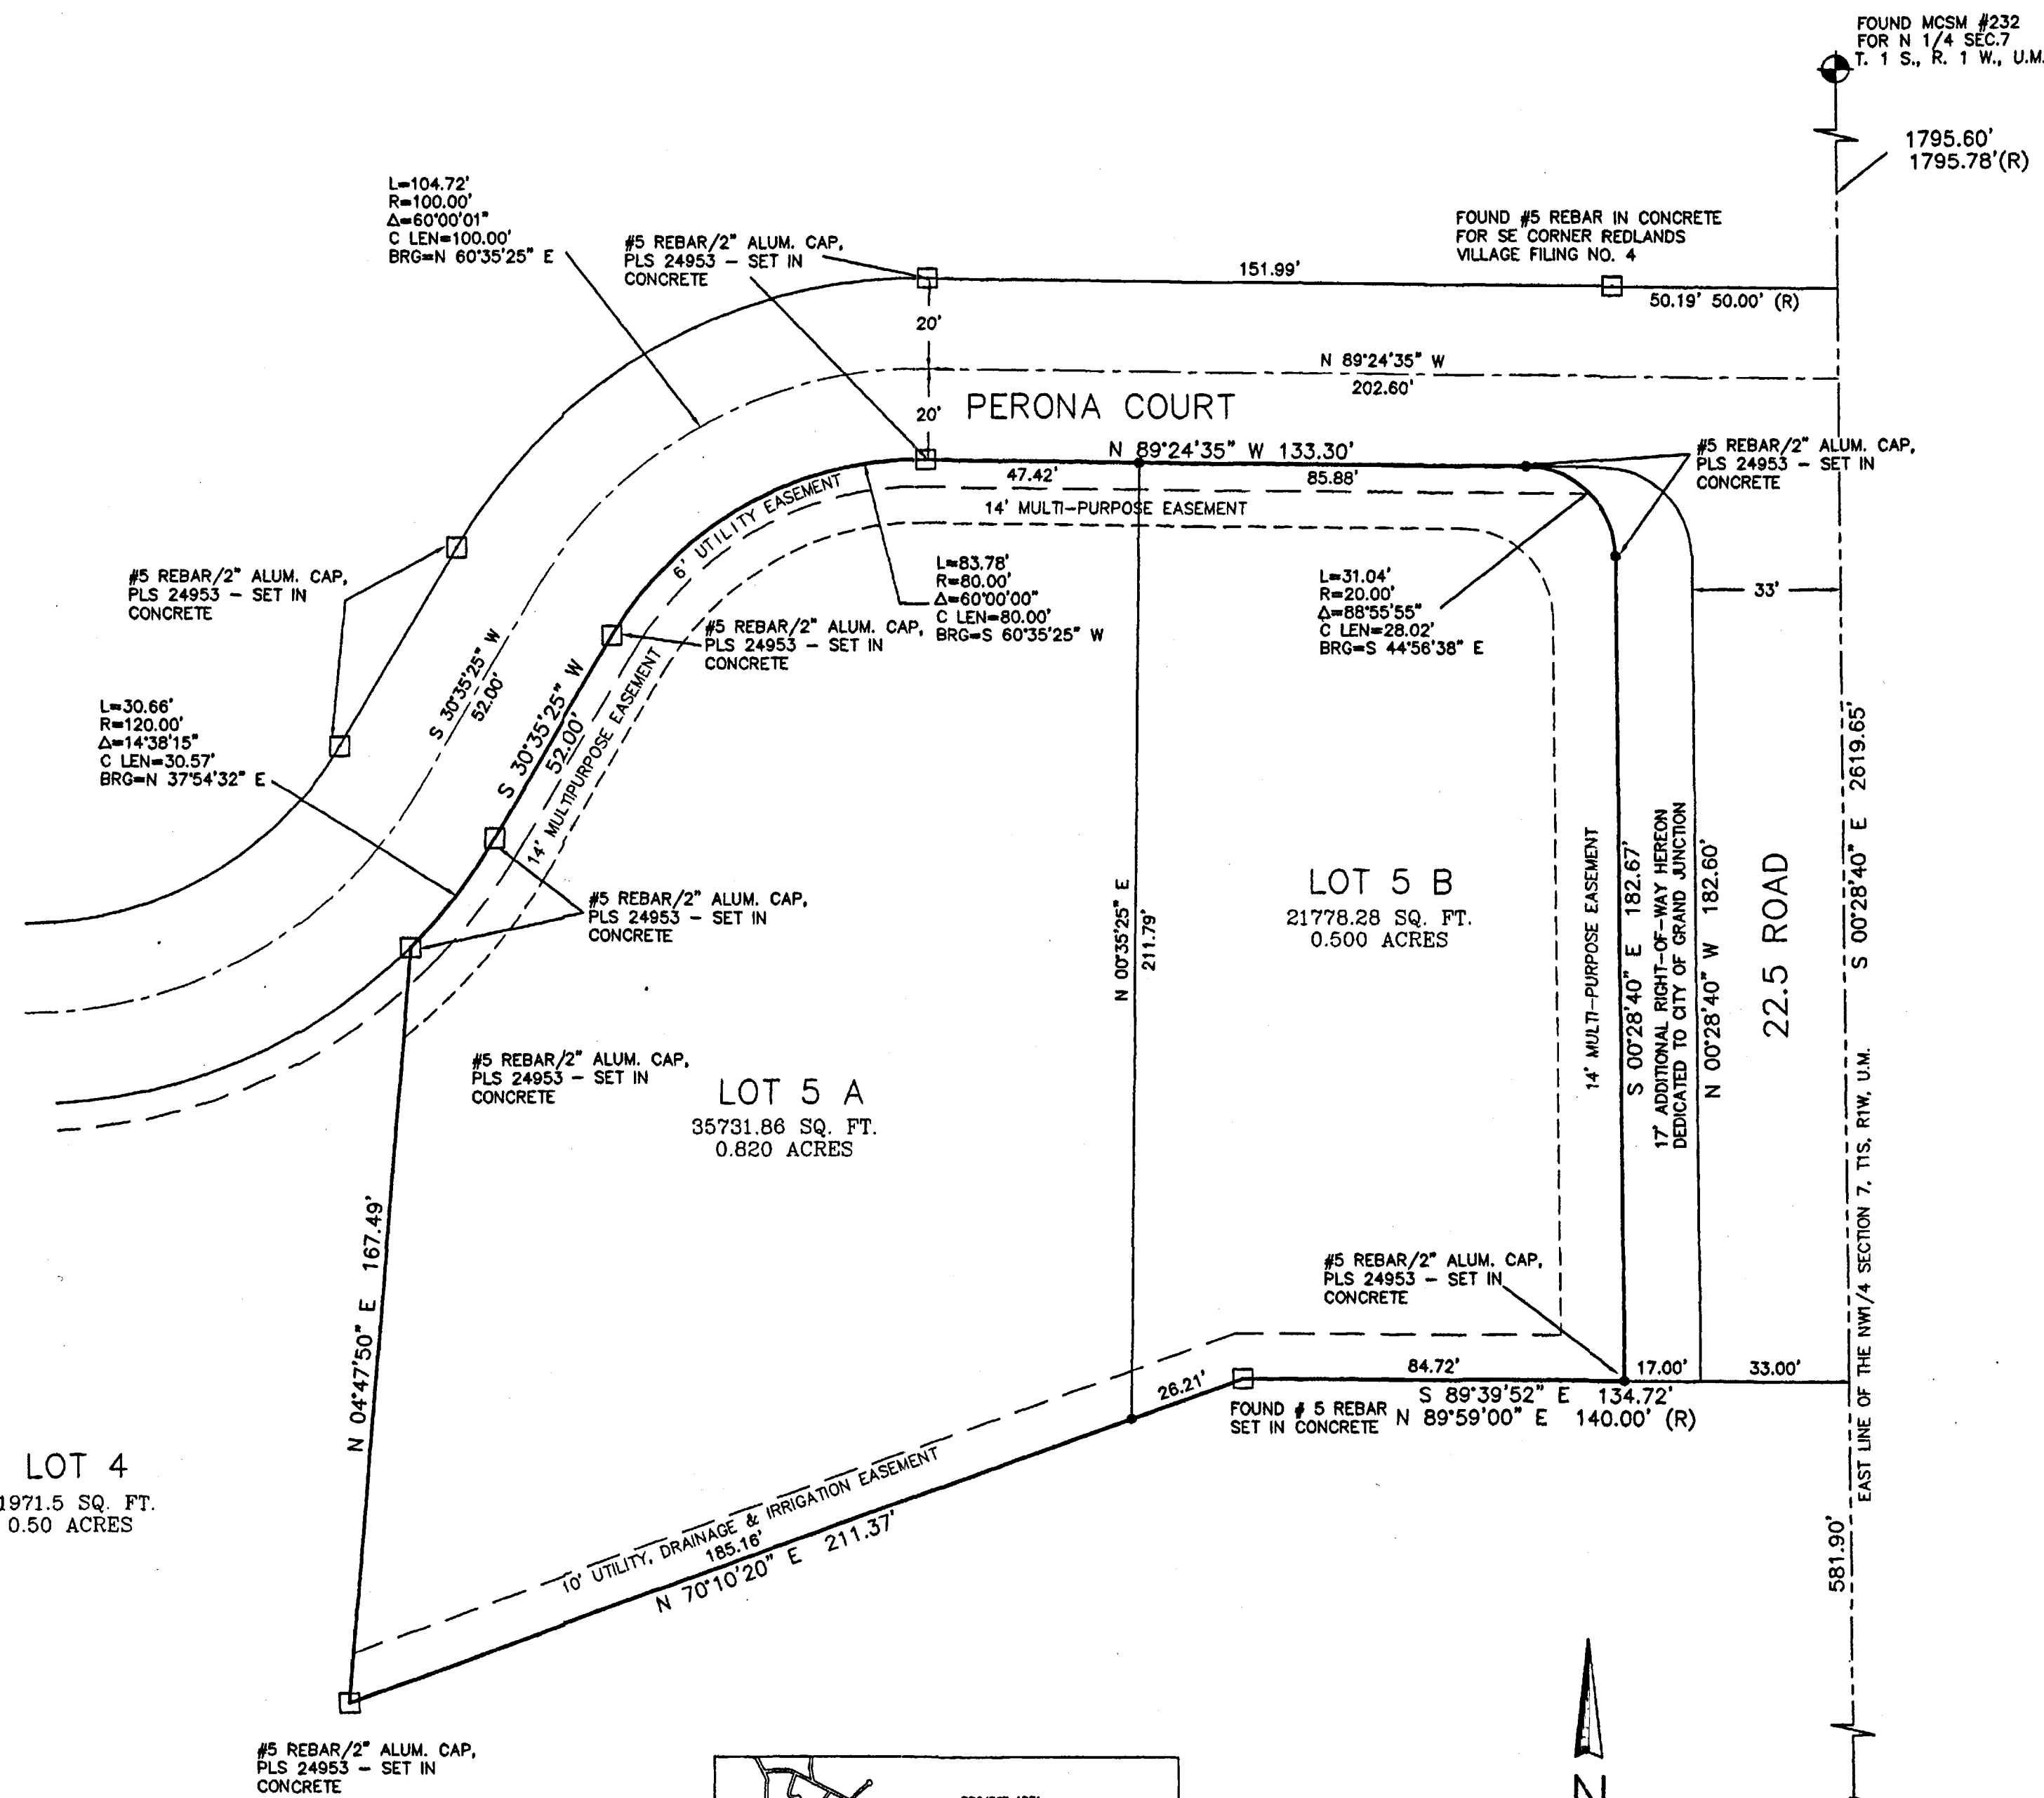 FOUND MCSM #232
FOR N 1/4 SEC.7
T. 1 S., R. 1 W., U.M.
1795.60'
1795.78'(R)
L=104.72'
R=100.00'
Δ=60°00'01"
C LEN=100.00'
BRG=N 60°35'25" E
#5 REBAR/2" ALUM. CAP,
PLS 24953 – SET IN
CONCRETE
FOUND #5 REBAR IN CONCRETE
FOR SE CORNER REDLANDS
VILLAGE FILING NO. 4
151.99'
50.19' 50.00' (R)
20'
N 89°24'35" W
202.60'
20'
PERONA COURT
N 89°24'35" W 133.30'
#5 REBAR/2" ALUM. CAP,
PLS 24953 – SET IN
CONCRETE
47.42'
85.88'
6' UTILITY EASEMENT
14' MULTI-PURPOSE EASEMENT
#5 REBAR/2" ALUM. CAP,
PLS 24953 – SET IN
CONCRETE
L=83.78'
R=80.00'
Δ=60°00'00"
C LEN=80.00'
BRG=S 60°35'25" W
L=31.04'
R=20.00'
Δ=88°55'55"
C LEN=28.02'
BRG=S 44°56'38" E
33'
#5 REBAR/2" ALUM. CAP,
PLS 24953 – SET IN
CONCRETE
S 30°35'25" W
52.00'
S 30°35'25" W
52.00'
14' MULTIPURPOSE EASEMENT
L=30.66'
R=120.00'
Δ=14°38'15"
C LEN=30.57'
BRG=N 37°54'32" E
#5 REBAR/2" ALUM. CAP,
PLS 24953 – SET IN
CONCRETE
N 00°35'25" E
211.79'
LOT 5 B
21778.28 SQ. FT.
0.500 ACRES
14' MULTI-PURPOSE EASEMENT
S 00°28'40" E 182.67'
17' ADDITIONAL RIGHT-OF-WAY HEREON
DEDICATED TO CITY OF GRAND JUNCTION
N 00°28'40" W 182.60'
22.5 ROAD
S 00°28'40" E 2619.65'
EAST LINE OF THE NW1/4 SECTION 7, T1S, R1W, U.M.
#5 REBAR/2" ALUM. CAP,
PLS 24953 – SET IN
CONCRETE
LOT 5 A
35731.86 SQ. FT.
0.820 ACRES
N 04°47'50" E 167.49'
#5 REBAR/2" ALUM. CAP,
PLS 24953 – SET IN
CONCRETE
84.72'
17.00'
33.00'
26.21'
S 89°39'52" E 134.72'
N 89°59'00" E 140.00' (R)
FOUND # 5 REBAR
SET IN CONCRETE
LOT 4
1971.5 SQ. FT.
0.50 ACRES
10' UTILITY, DRAINAGE & IRRIGATION EASEMENT
185.16'
N 70°10'20" E 211.37'
581.90'
#5 REBAR/2" ALUM. CAP,
PLS 24953 – SET IN
CONCRETE
N